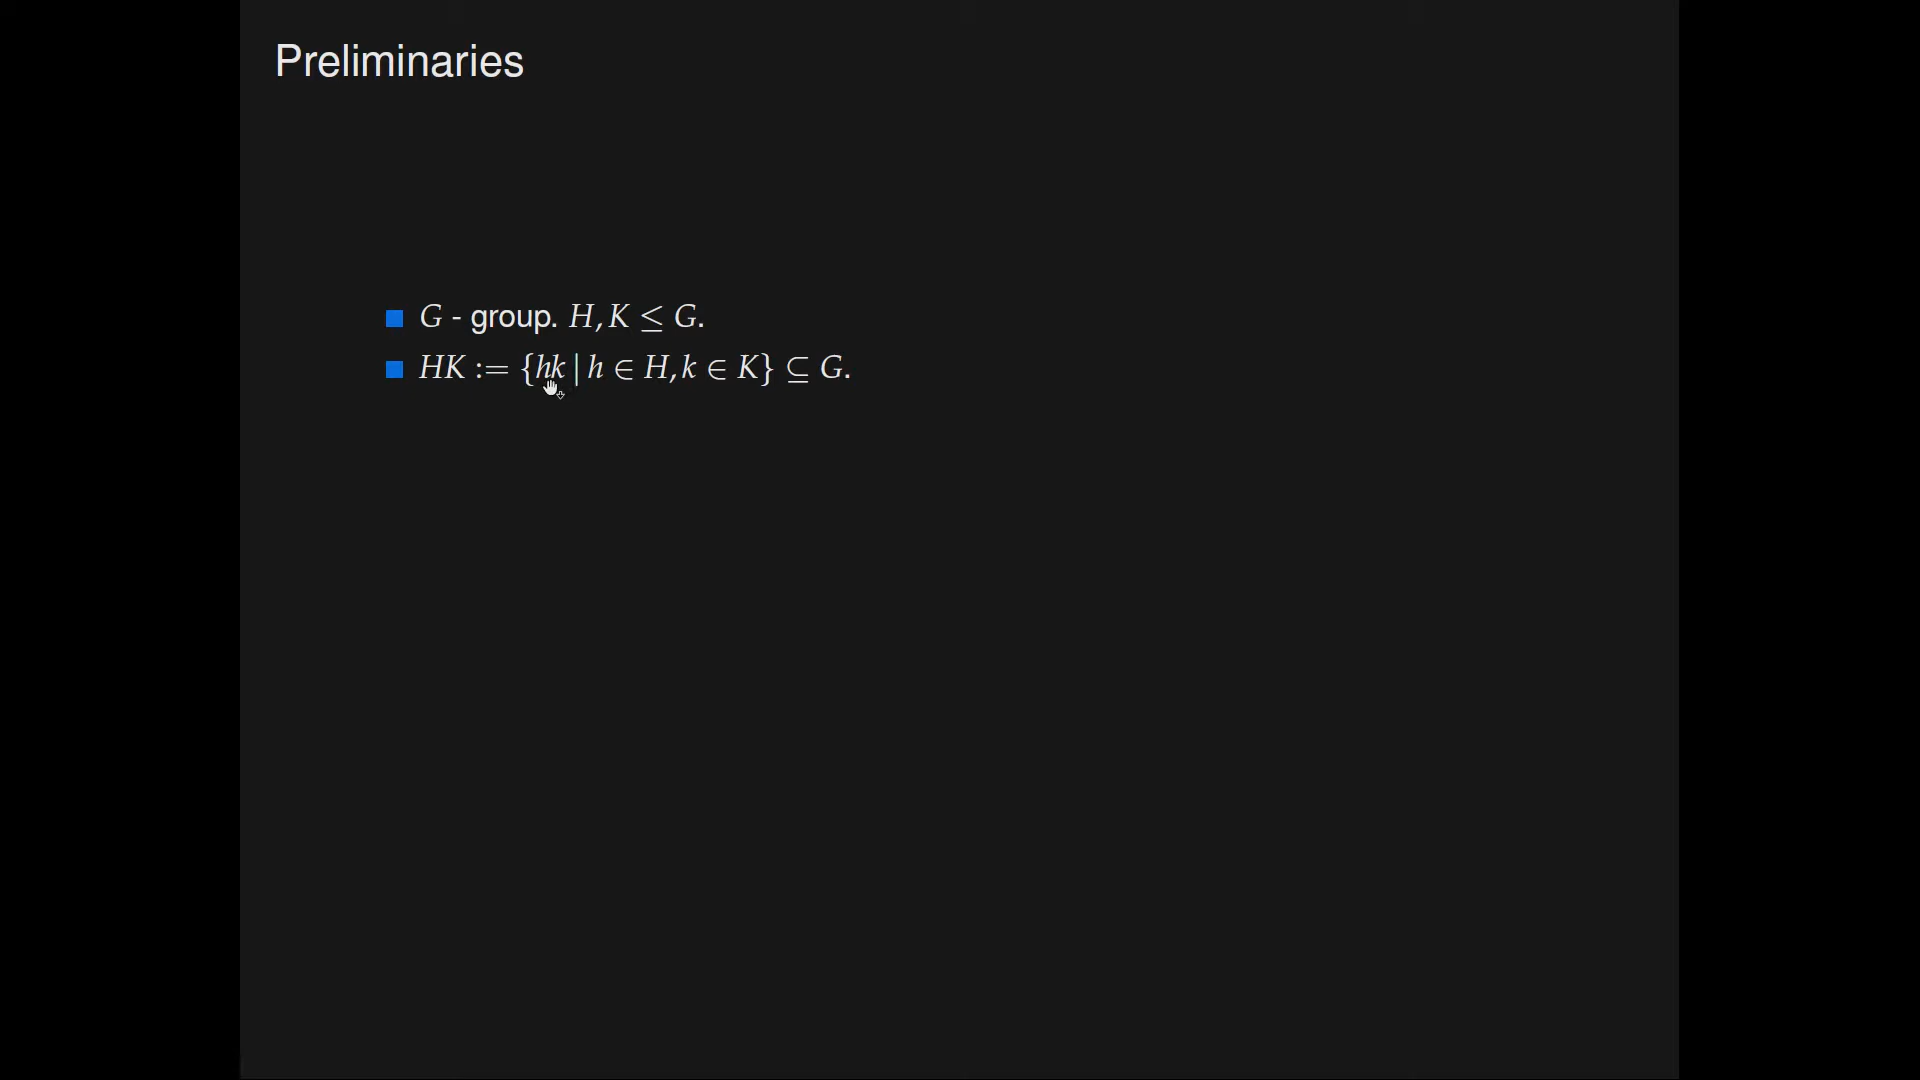 Preliminaries
G - group. H, K ≤ G.
HK := {hk | h ∈ H, k ∈ K} ⊆ G.